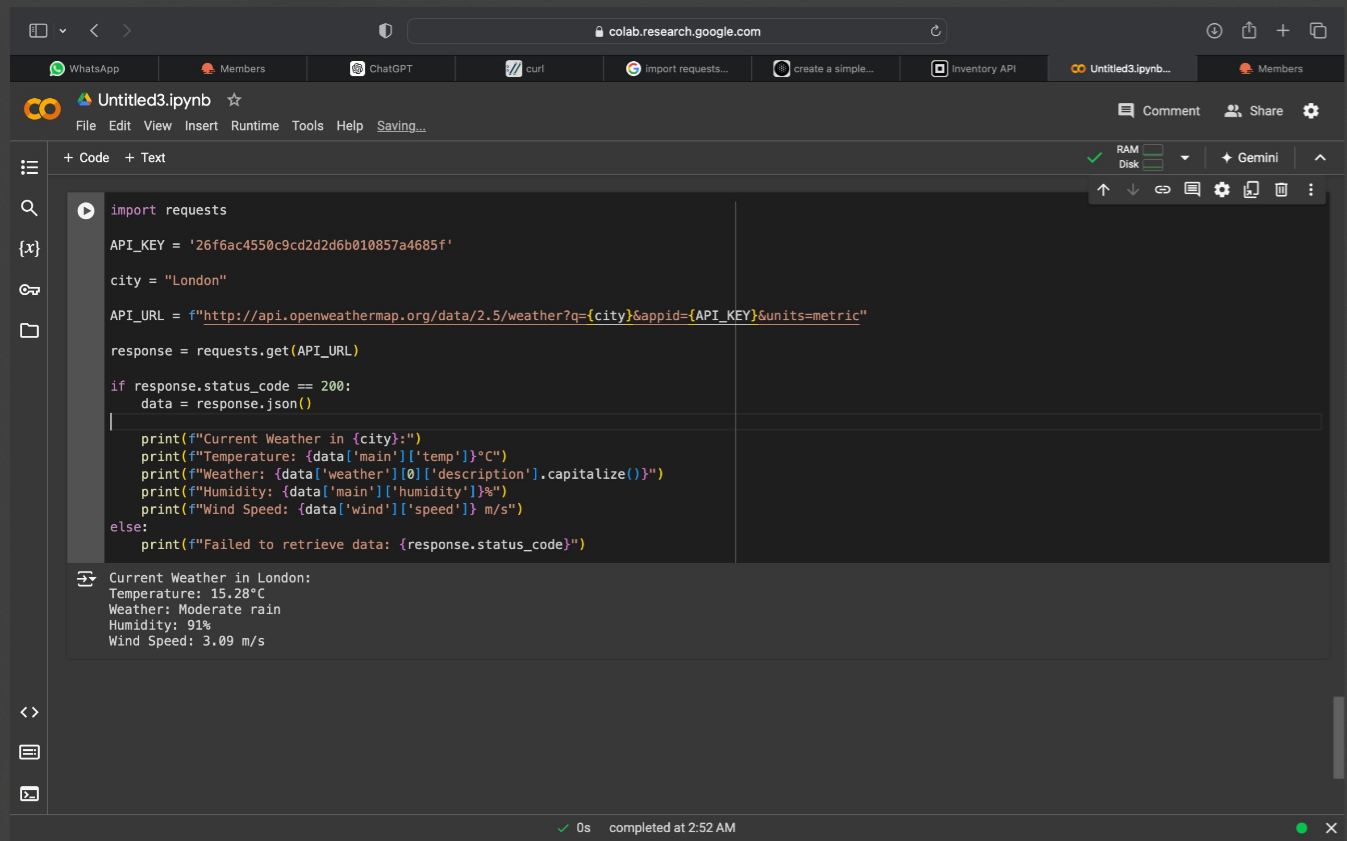 colab.research.google.com
WhatsApp
Members
ChatGPT
curl
import requests...
create a simple...
Inventory API
Untitled3.ipynb...
Members
Untitled3.ipynb
Comment
Share
File Edit View Insert Runtime Tools Help Saving...
+ Code + Text
RAM
Disk
Gemini
{x}
import requests
API_KEY = '26f6ac4550c9cd2d2d6b010857a4685f'
city = "London"
API_URL = f"http://api.openweathermap.org/data/2.5/weather?q={city}&appid={API_KEY}&units=metric"
response = requests.get(API_URL)
if response.status_code == 200:
    data = response.json()
    print(f"Current Weather in {city}:")
    print(f"Temperature: {data['main']['temp']}°C")
    print(f"Weather: {data['weather'][0]['description'].capitalize()}")
    print(f"Humidity: {data['main']['humidity']}%")
    print(f"Wind Speed: {data['wind']['speed']} m/s")
else:
    print(f"Failed to retrieve data: {response.status_code}")
Current Weather in London:
Temperature: 15.28°C
Weather: Moderate rain
Humidity: 91%
Wind Speed: 3.09 m/s
0s completed at 2:52 AM